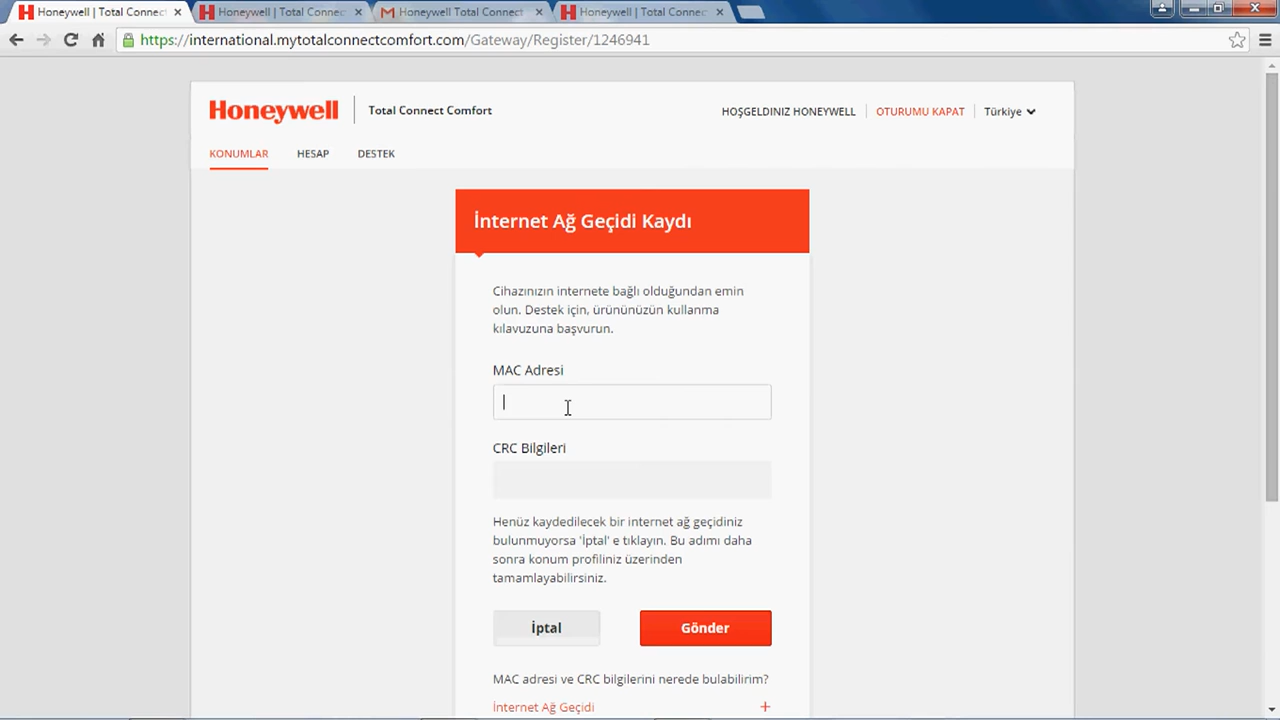 Honeywell | Total Connec
Honeywell | Total Connec
Honeywell Total Connect
Honeywell | Total Connec
https://international.mytotalconnectcomfort.com/Gateway/Register/1246941
Honeywell
Total Connect Comfort
HOŞGELDINIZ HONEYWELL
OTURUMU KAPAT
Türkiye
KONUMLAR
HESAP
DESTEK
İnternet Ağ Geçidi Kaydı
Cihazınızın internete bağlı olduğundan emin
olun. Destek için, ürününüzün kullanma
kılavuzuna başvurun.
MAC Adresi
CRC Bilgileri
Henüz kaydedilecek bir internet ağ geçidiniz
bulunmuyorsa 'İptal' e tıklayın. Bu adımı daha
sonra konum profiliniz üzerinden
tamamlayabilirsiniz.
İptal
Gönder
MAC adresi ve CRC bilgilerini nerede bulabilirim?
İnternet Ağ Geçidi +